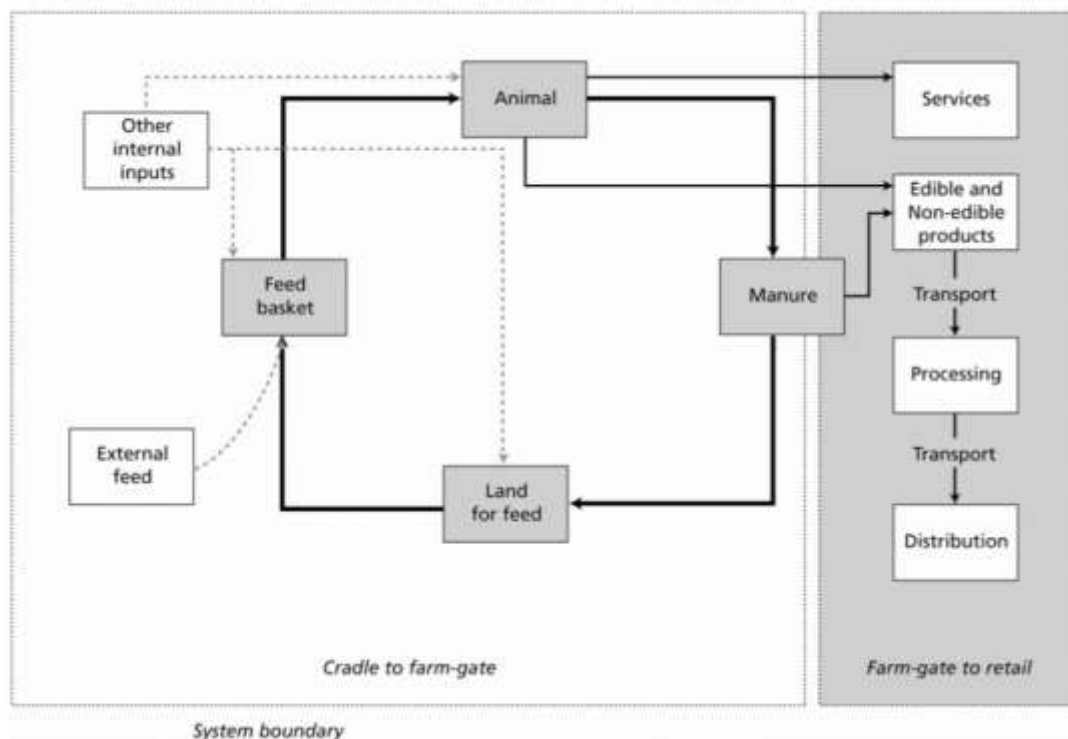 Animal
Services
Other
internal
inputs
Edible and
Non-edible
products
Feed
basket
Manure
Transport
Processing
External
feed
Transport
Land
for feed
Distribution
Cradle to farm-gate
Farm-gate to retail
System boundary